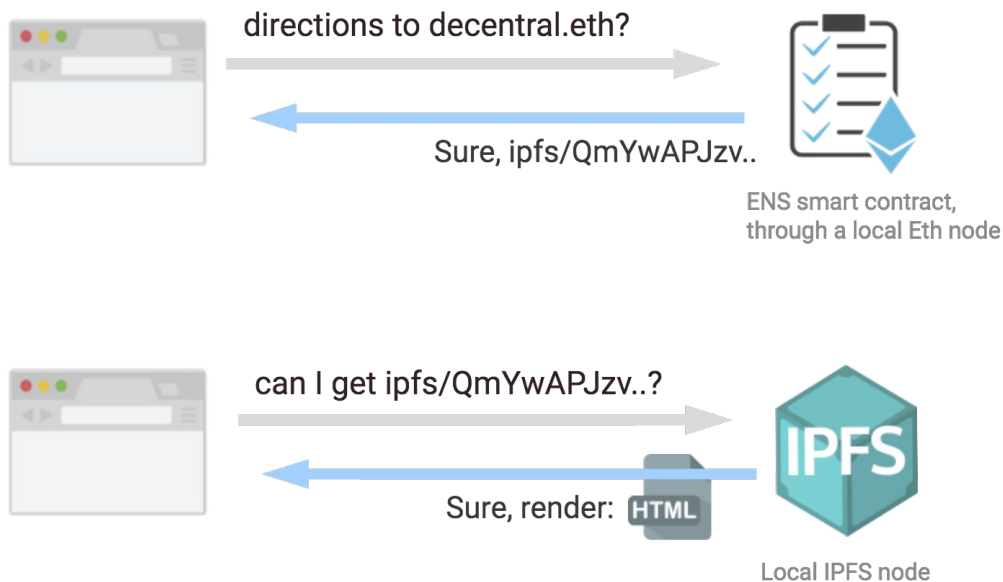 directions to decentral.eth?
Sure, ipfs/QmYwAPJzv..
ENS smart contract,
through a local Eth node
can I get ipfs/QmYwAPJzv..?
IPFS
Sure, render:
HTML
Local IPFS node